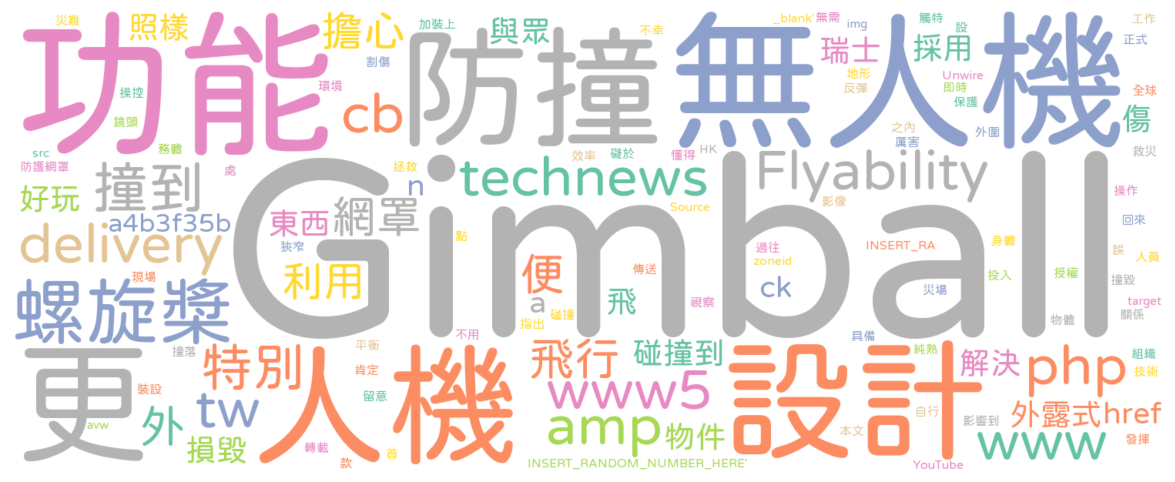 災難 照樣 擔心 加裝上 與眾 不幸 _blank' 無需 img 觸特 設 工作
功能 防撞 無人機 瑞士 採用 正式
割傷 地形 Unwire
環境 操控 cb 反彈 即時 保護 全球
鏡頭 之內 外圍 傷
src 務體 厲害
防護網罩 處 拯救 效率 礙於 懂得 HK 救災
好玩 撞到 n technews Flyability 操作
a4b3f35b 東西 網罩 Source 影像 回來
delivery 狹窄 點 過往 INSERT_RA 身體 誤
現場 利用 便 傳送 zoneid 投入 授權 人員
Gimball
螺旋槳 a 飛 視察 ck 災場 撞毀 target
指出 碰撞 物體 關係
不用 具備
更 撞落 特別 平衡 飛行 碰撞到 設計 純熟 解決 php 組織
人機 肯定 技術
裝設 tw 留意 www5 自行 外露式 href
avw 外 損毀 轉載 首 amp 物件 本文 影響到 www 發揮
款 INSERT_RANDOM_NUMBER_HERE' YouTube